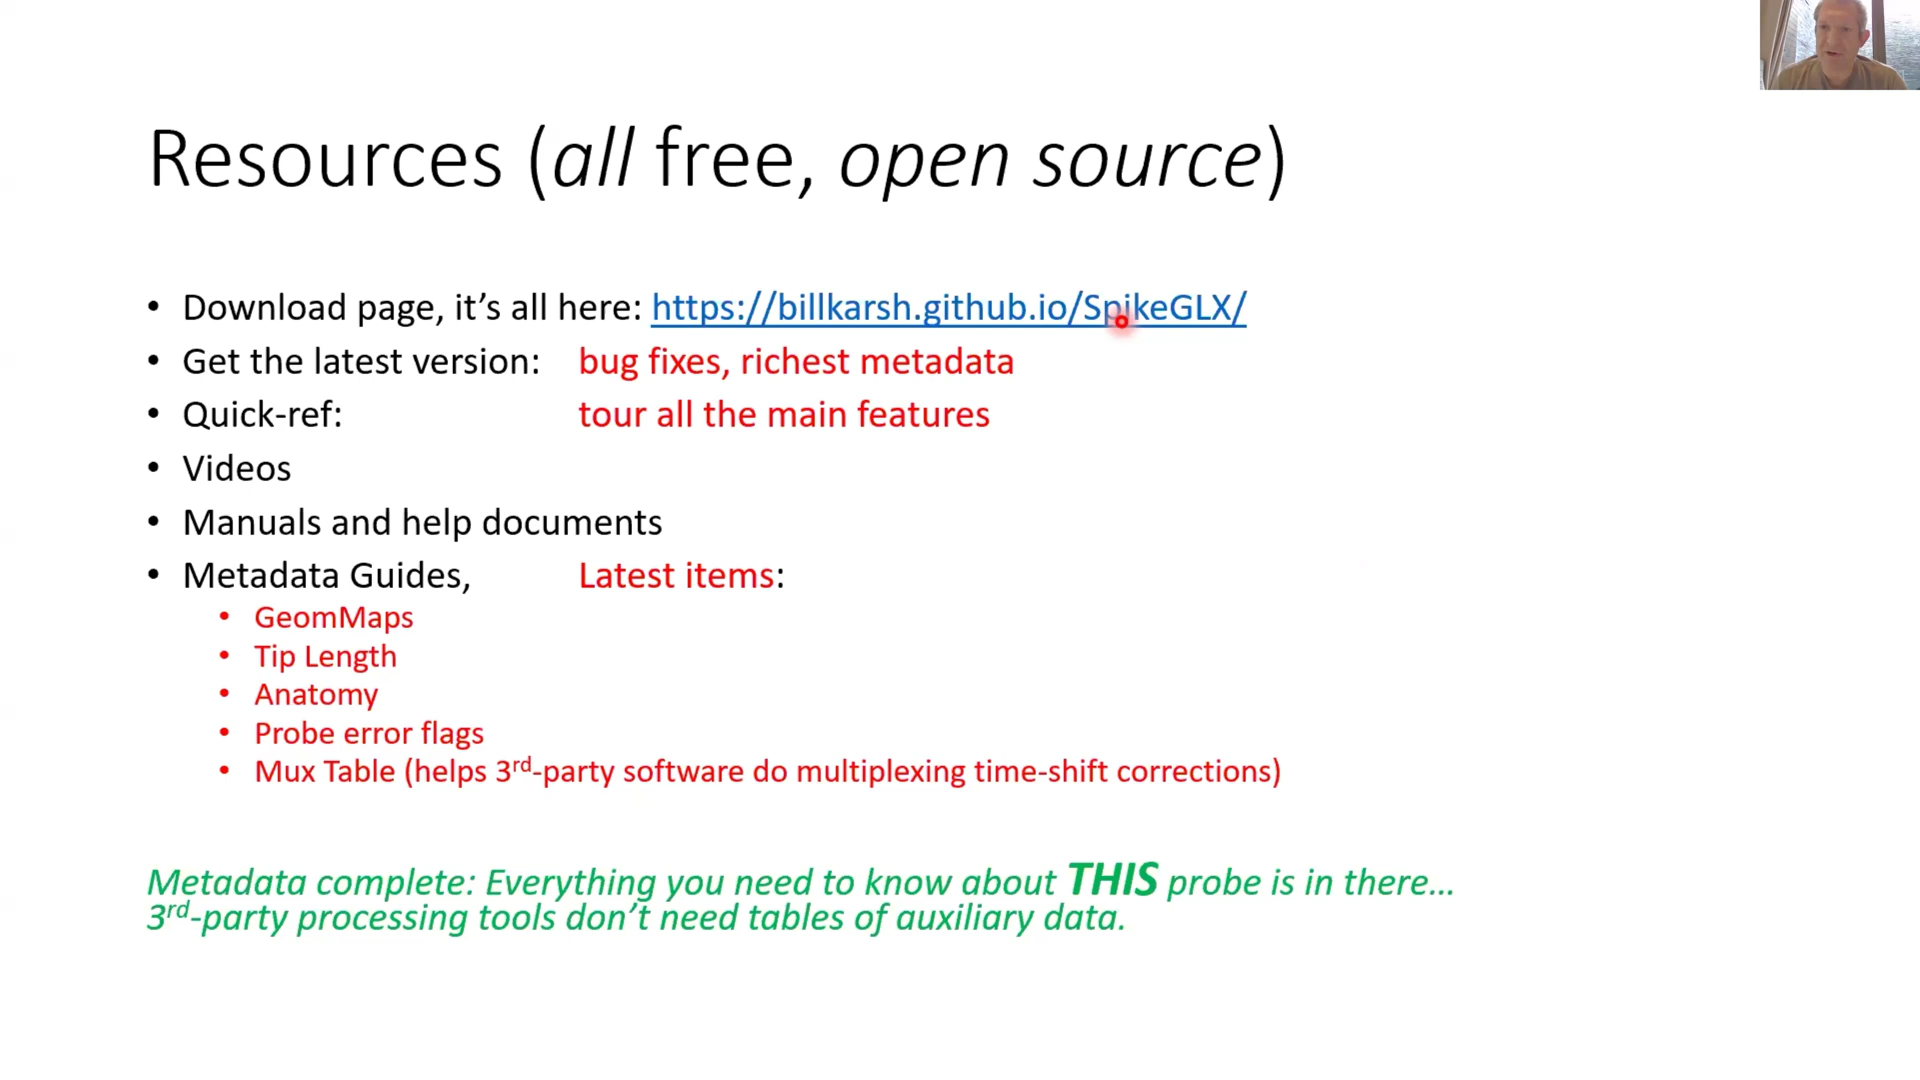 Resources (all free, open source)
• Download page, it’s all here: https://billkarsh.github.io/SpikeGLX/
• Get the latest version: bug fixes, richest metadata
• Quick-ref: tour all the main features
• Videos
• Manuals and help documents
• Metadata Guides, Latest items:
• GeomMaps
• Tip Length
• Anatomy
• Probe error flags
• Mux Table (helps 3rd-party software do multiplexing time-shift corrections)
Metadata complete: Everything you need to know about THIS probe is in there…
3rd-party processing tools don’t need tables of auxiliary data.